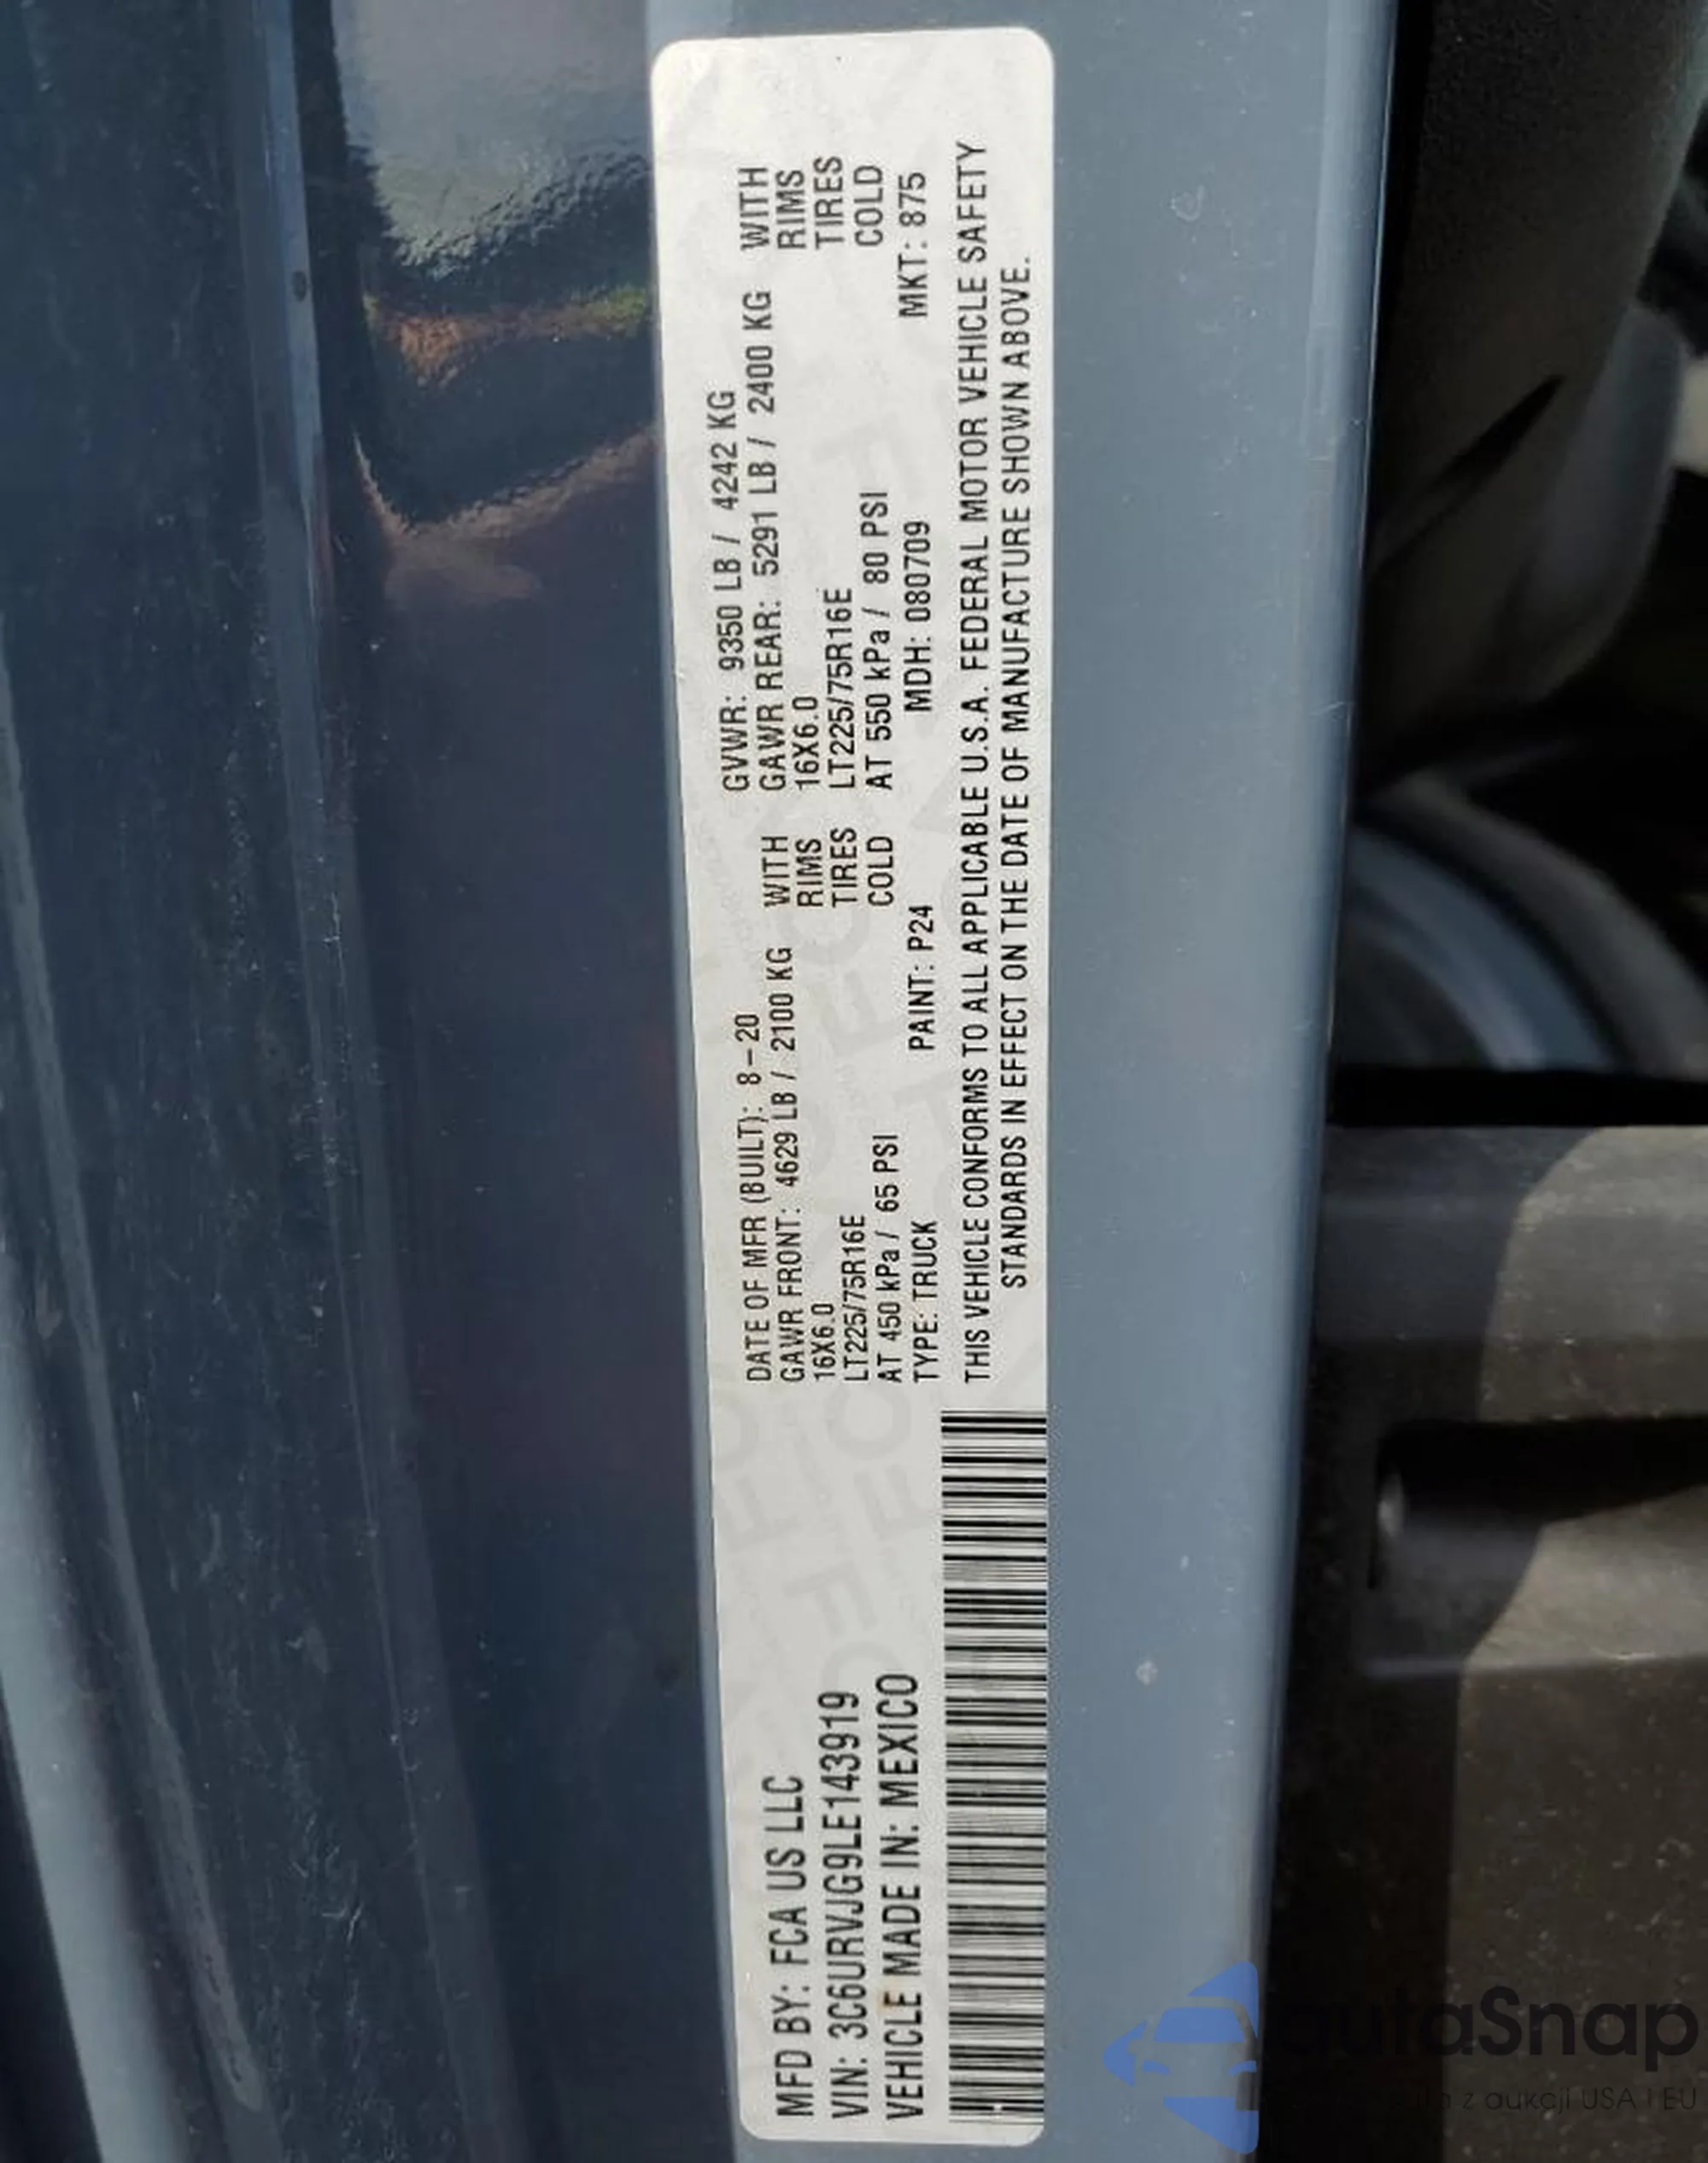 MFD BY: FCA US LLC
VIN: 3C6URVJG9LE143919
VEHICLE MADE IN: MEXICO
DATE OF MFR (BUILT): 8-20 GVWR: 9350 LB / 4242 KG
GAWR FRONT: 4629 LB / 2100 KG WITH GAWR REAR: 5291 LB / 2400 KG WITH
16X6.0 RIMS 16X6.0 RIMS
LT225/75R16E TIRES LT225/75R16E TIRES
AT 450 kPa / 65 PSI COLD AT 550 kPa / 80 PSI COLD
TYPE: TRUCK PAINT: P24 MDH: 080709 MKT: 875
THIS VEHICLE CONFORMS TO ALL APPLICABLE U.S.A. FEDERAL MOTOR VEHICLE SAFETY
STANDARDS IN EFFECT ON THE DATE OF MANUFACTURE SHOWN ABOVE.
autaSnap
z aukcji USA i EU